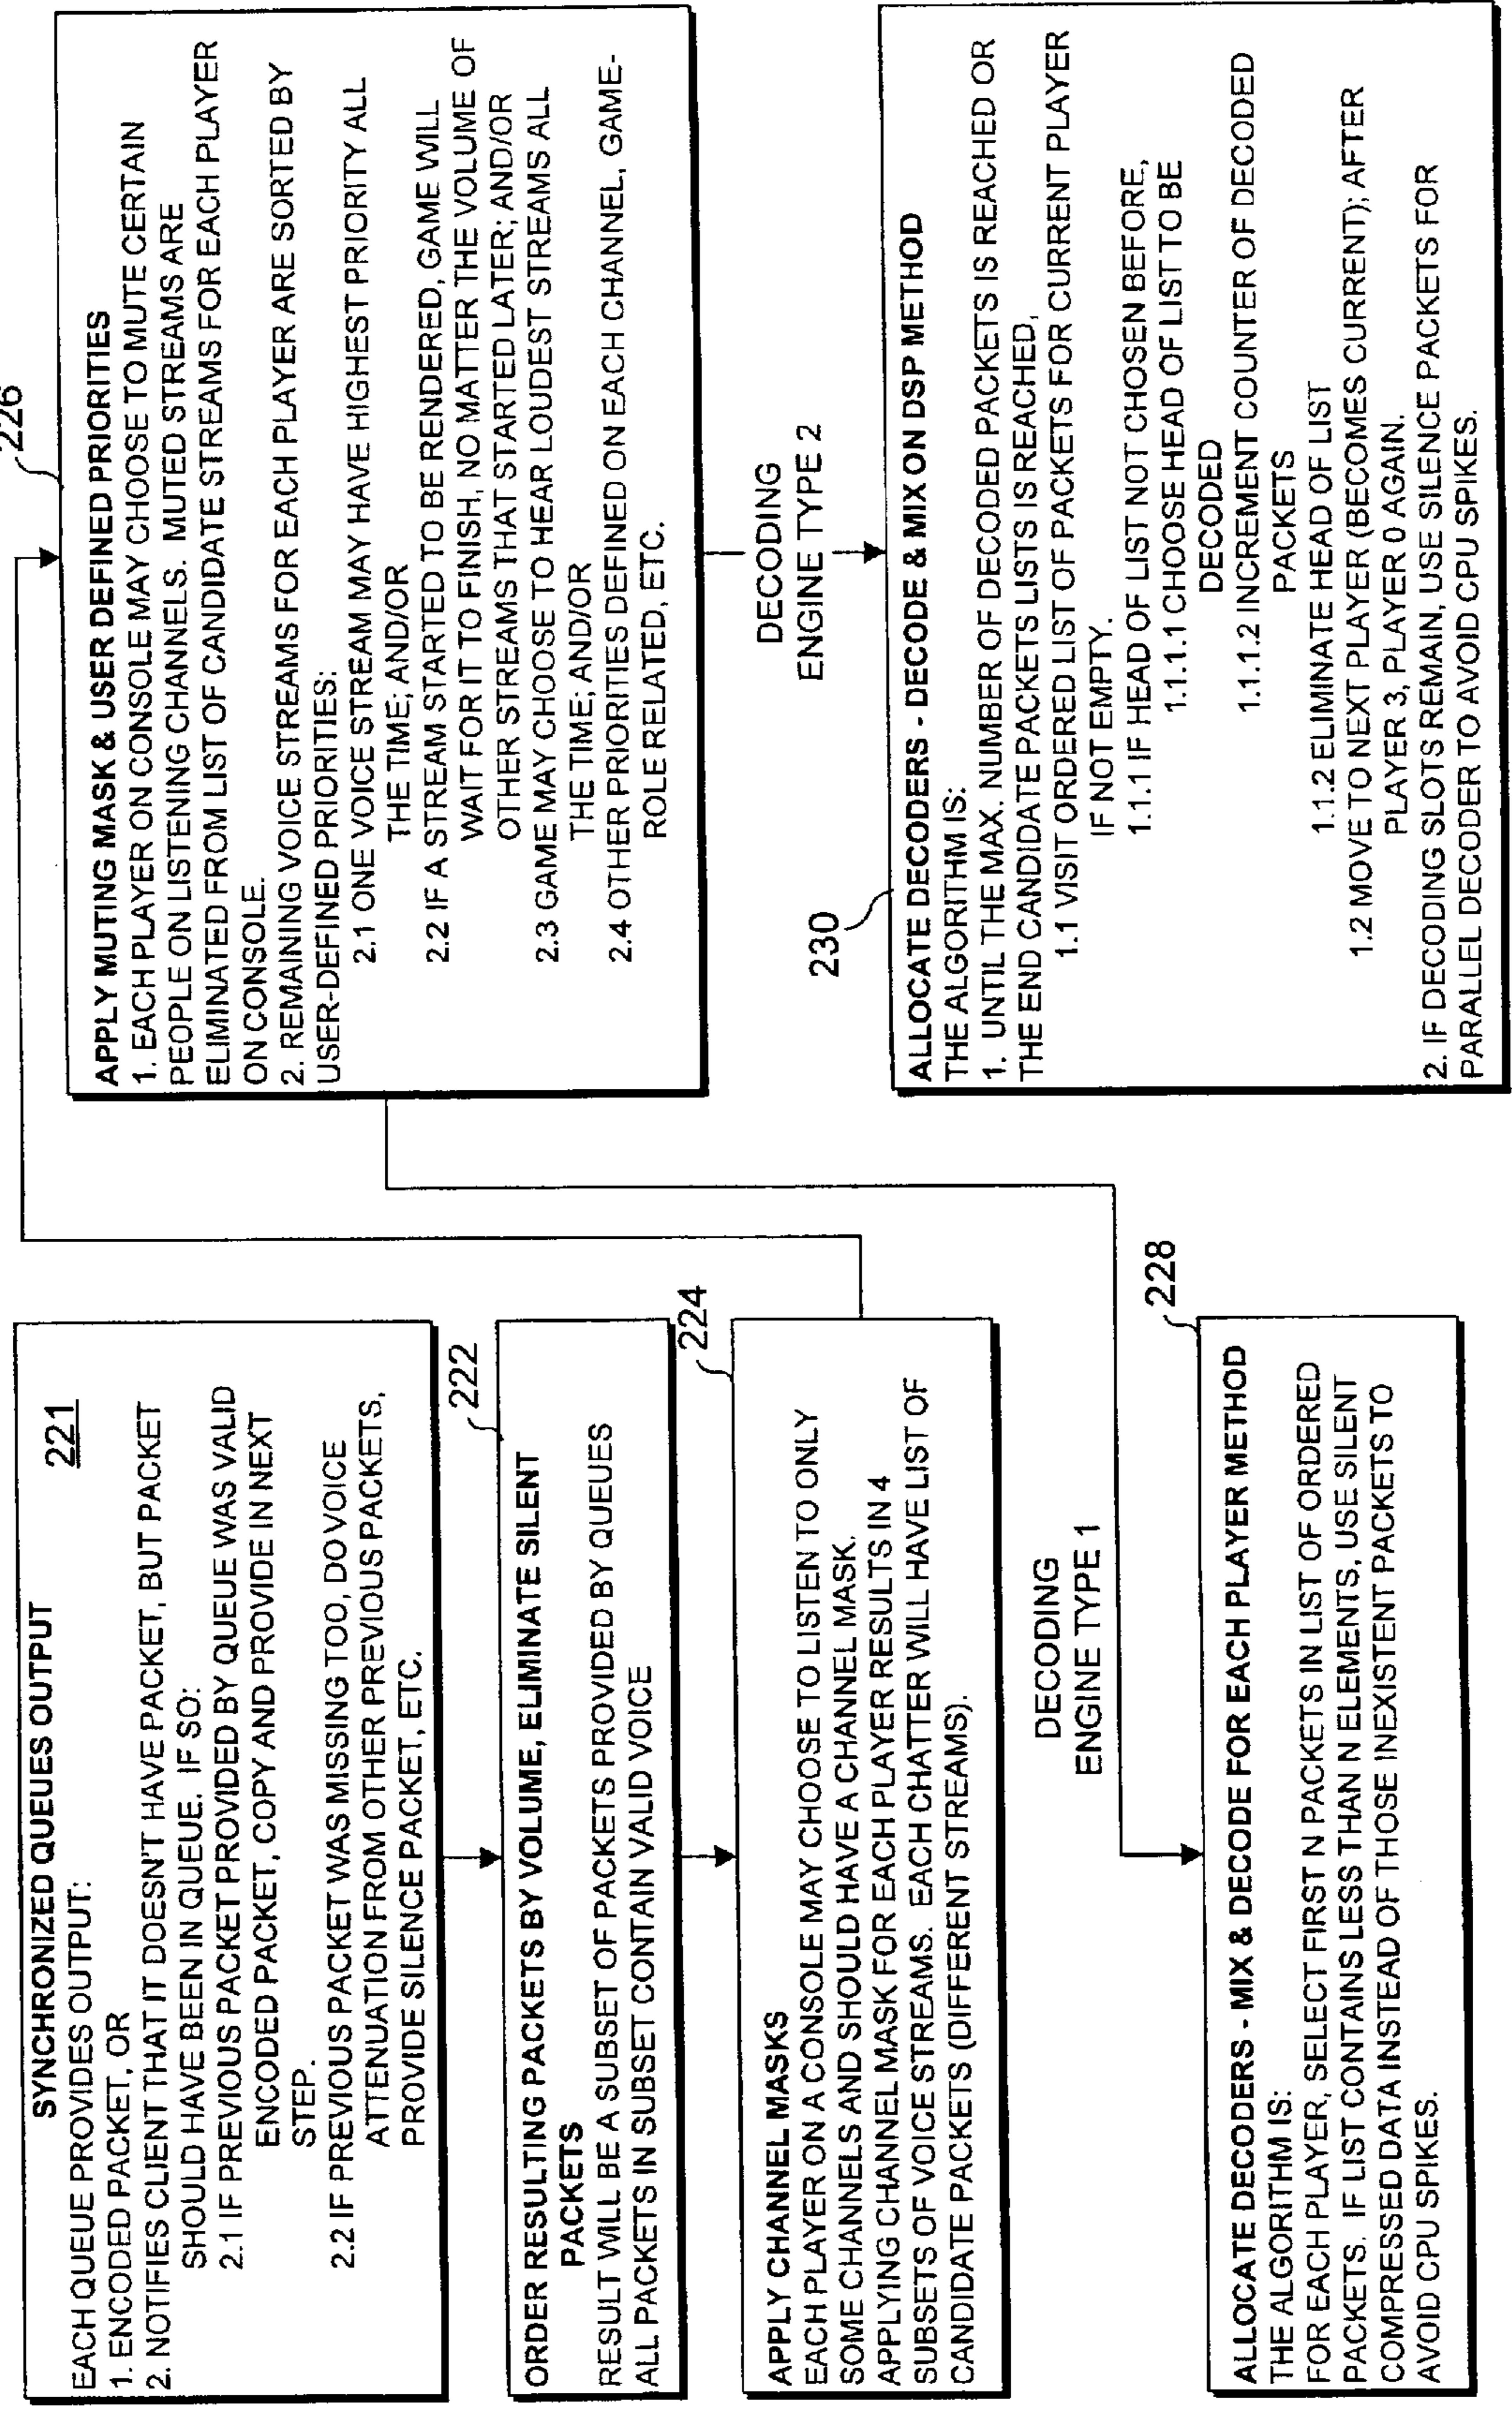 SYNCHRONIZED QUEUES OUTPUT
221
EACH QUEUE PROVIDES OUTPUT:
1. ENCODED PACKET, OR
2. NOTIFIES CLIENT THAT IT DOESN'T HAVE PACKET, BUT PACKET
SHOULD HAVE BEEN IN QUEUE. IF SO:
2.1 IF PREVIOUS PACKET PROVIDED BY QUEUE WAS VALID
ENCODED PACKET, COPY AND PROVIDE IN NEXT
STEP.
2.2 IF PREVIOUS PACKET WAS MISSING TOO, DO VOICE
ATTENUATION FROM OTHER PREVIOUS PACKETS,
PROVIDE SILENCE PACKET, ETC.
222
ORDER RESULTING PACKETS BY VOLUME, ELIMINATE SILENT
PACKETS
RESULT WILL BE A SUBSET OF PACKETS PROVIDED BY QUEUES
ALL PACKETS IN SUBSET CONTAIN VALID VOICE
224
APPLY CHANNEL MASKS
EACH PLAYER ON A CONSOLE MAY CHOOSE TO LISTEN TO ONLY
SOME CHANNELS AND SHOULD HAVE A CHANNEL MASK.
APPLYING CHANNEL MASK FOR EACH PLAYER RESULTS IN 4
SUBSETS OF VOICE STREAMS. EACH CHATTER WILL HAVE LIST OF
CANDIDATE PACKETS (DIFFERENT STREAMS).
DECODING
ENGINE TYPE 1
228
ALLOCATE DECODERS - MIX & DECODE FOR EACH PLAYER METHOD
THE ALGORITHM IS:
FOR EACH PLAYER, SELECT FIRST N PACKETS IN LIST OF ORDERED
PACKETS. IF LIST CONTAINS LESS THAN N ELEMENTS, USE SILENT
COMPRESSED DATA INSTEAD OF THOSE INEXISTENT PACKETS TO
AVOID CPU SPIKES.
226
APPLY MUTING MASK & USER DEFINED PRIORITIES
1. EACH PLAYER ON CONSOLE MAY CHOOSE TO MUTE CERTAIN
PEOPLE ON LISTENING CHANNELS. MUTED STREAMS ARE
ELIMINATED FROM LIST OF CANDIDATE STREAMS FOR EACH PLAYER
ON CONSOLE.
2. REMAINING VOICE STREAMS FOR EACH PLAYER ARE SORTED BY
USER-DEFINED PRIORITIES:
2.1 ONE VOICE STREAM MAY HAVE HIGHEST PRIORITY ALL
THE TIME; AND/OR
2.2 IF A STREAM STARTED TO BE RENDERED, GAME WILL
WAIT FOR IT TO FINISH, NO MATTER THE VOLUME OF
OTHER STREAMS THAT STARTED LATER; AND/OR
2.3 GAME MAY CHOOSE TO HEAR LOUDEST STREAMS ALL
THE TIME; AND/OR
2.4 OTHER PRIORITIES DEFINED ON EACH CHANNEL, GAME-
ROLE RELATED, ETC.
DECODING
ENGINE TYPE 2
230
ALLOCATE DECODERS - DECODE & MIX ON DSP METHOD
THE ALGORITHM IS:
1. UNTIL THE MAX. NUMBER OF DECODED PACKETS IS REACHED OR
THE END CANDIDATE PACKETS LISTS IS REACHED,
1.1 VISIT ORDERED LIST OF PACKETS FOR CURRENT PLAYER
IF NOT EMPTY.
1.1.1 IF HEAD OF LIST NOT CHOSEN BEFORE,
1.1.1.1 CHOOSE HEAD OF LIST TO BE
DECODED
1.1.1.2 INCREMENT COUNTER OF DECODED
PACKETS
1.1.2 ELIMINATE HEAD OF LIST
1.2 MOVE TO NEXT PLAYER (BECOMES CURRENT); AFTER
PLAYER 3, PLAYER 0 AGAIN.
2. IF DECODING SLOTS REMAIN, USE SILENCE PACKETS FOR
PARALLEL DECODER TO AVOID CPU SPIKES.